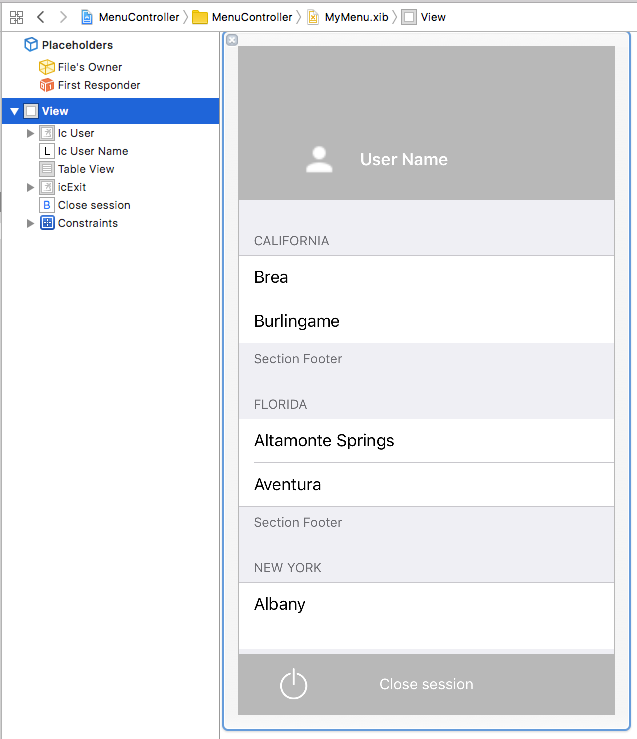 MenuController MenuController MyMenu.xib View
Placeholders
File's Owner
First Responder
View
Ic User
L Ic User Name
Table View
icExit
B Close session
Constraints
User Name
CALIFORNIA
Brea
Burlingame
Section Footer
FLORIDA
Altamonte Springs
Aventura
Section Footer
NEW YORK
Albany
Close session